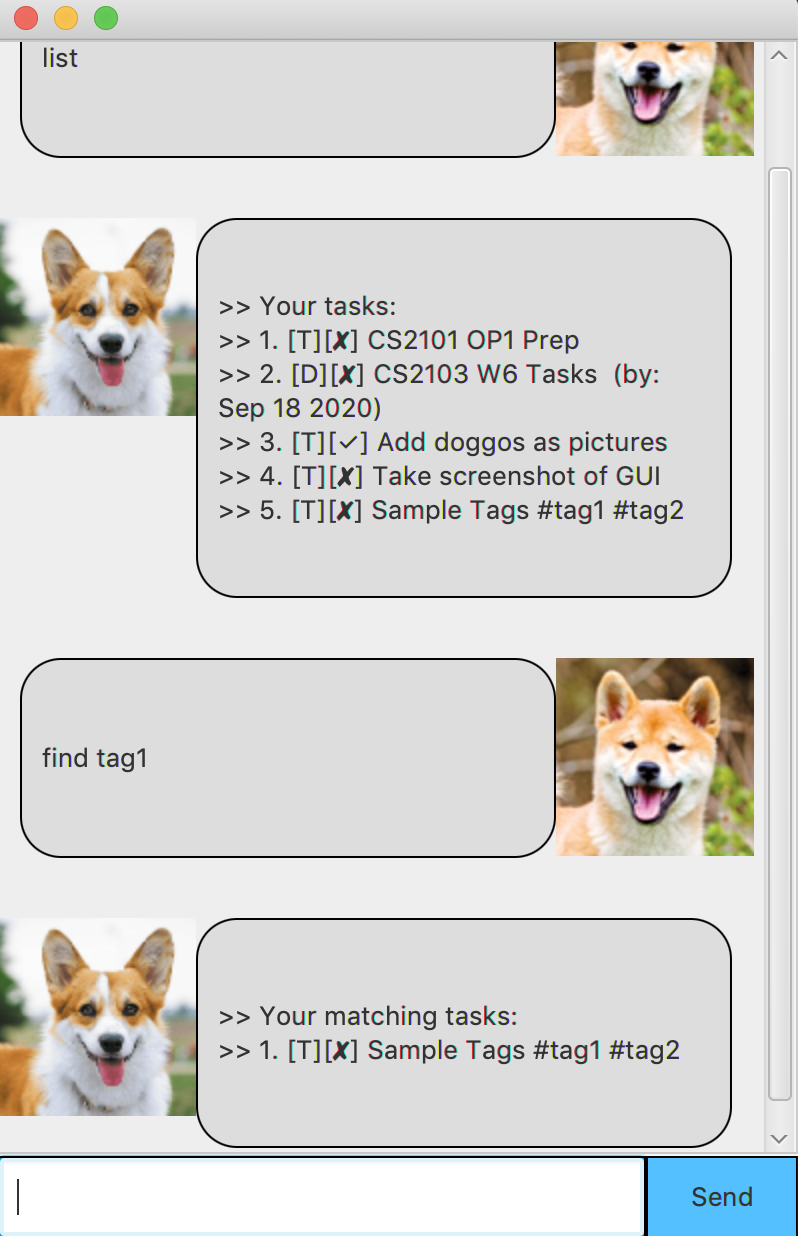 list
>> Your tasks:
>> 1. [T][✘] CS2101 OP1 Prep
>> 2. [D][✘] CS2103 W6 Tasks  (by:
Sep 18 2020)
>> 3. [T][✓] Add doggos as pictures
>> 4. [T][✘] Take screenshot of GUI
>> 5. [T][✘] Sample Tags #tag1 #tag2
find tag1
>> Your matching tasks:
>> 1. [T][✘] Sample Tags #tag1 #tag2
Send